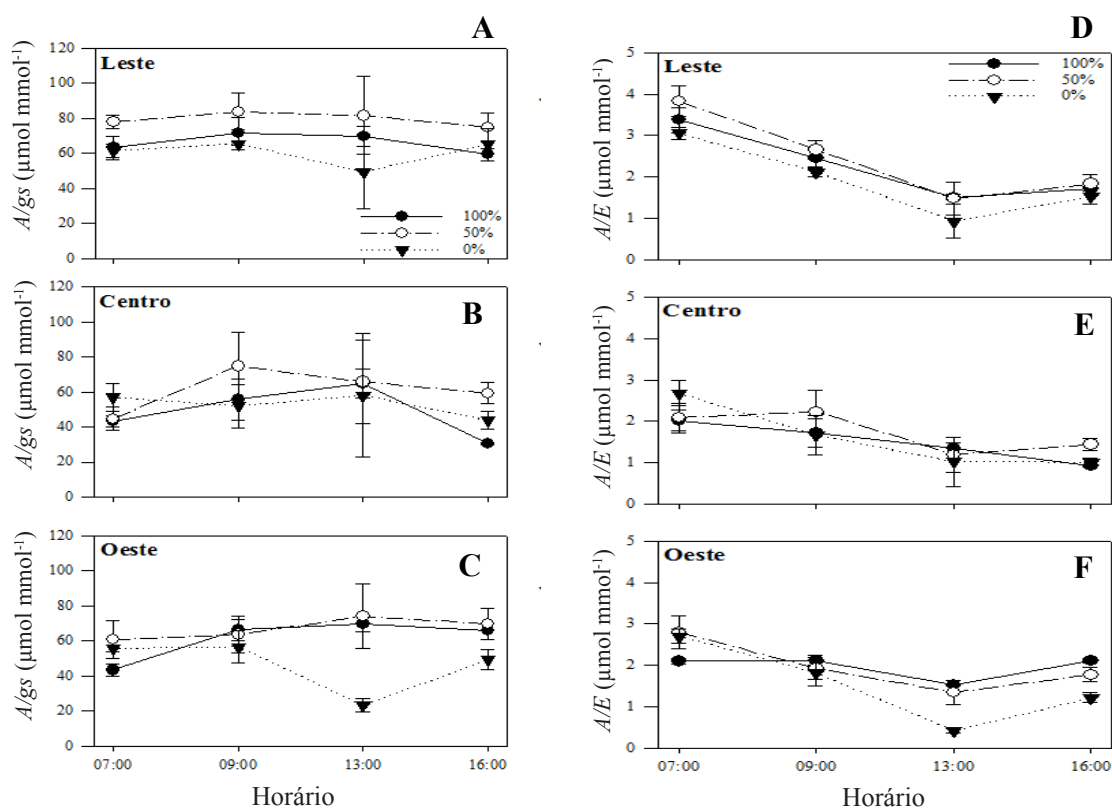 A
Leste
A/gs (µmol mmol⁻¹)
120
100
80
60
40
20
0
100%
50%
0%
B
Centro
A/gs (µmol mmol⁻¹)
120
100
80
60
40
20
0
C
Oeste
A/gs (µmol mmol⁻¹)
120
100
80
60
40
20
0
07:00 09:00 13:00 16:00
Horário
D
Leste
A/E (µmol mmol⁻¹)
5
4
3
2
1
0
100%
50%
0%
E
Centro
A/E (µmol mmol⁻¹)
5
4
3
2
1
0
F
Oeste
A/E (µmol mmol⁻¹)
5
4
3
2
1
0
07:00 09:00 13:00 16:00
Horário